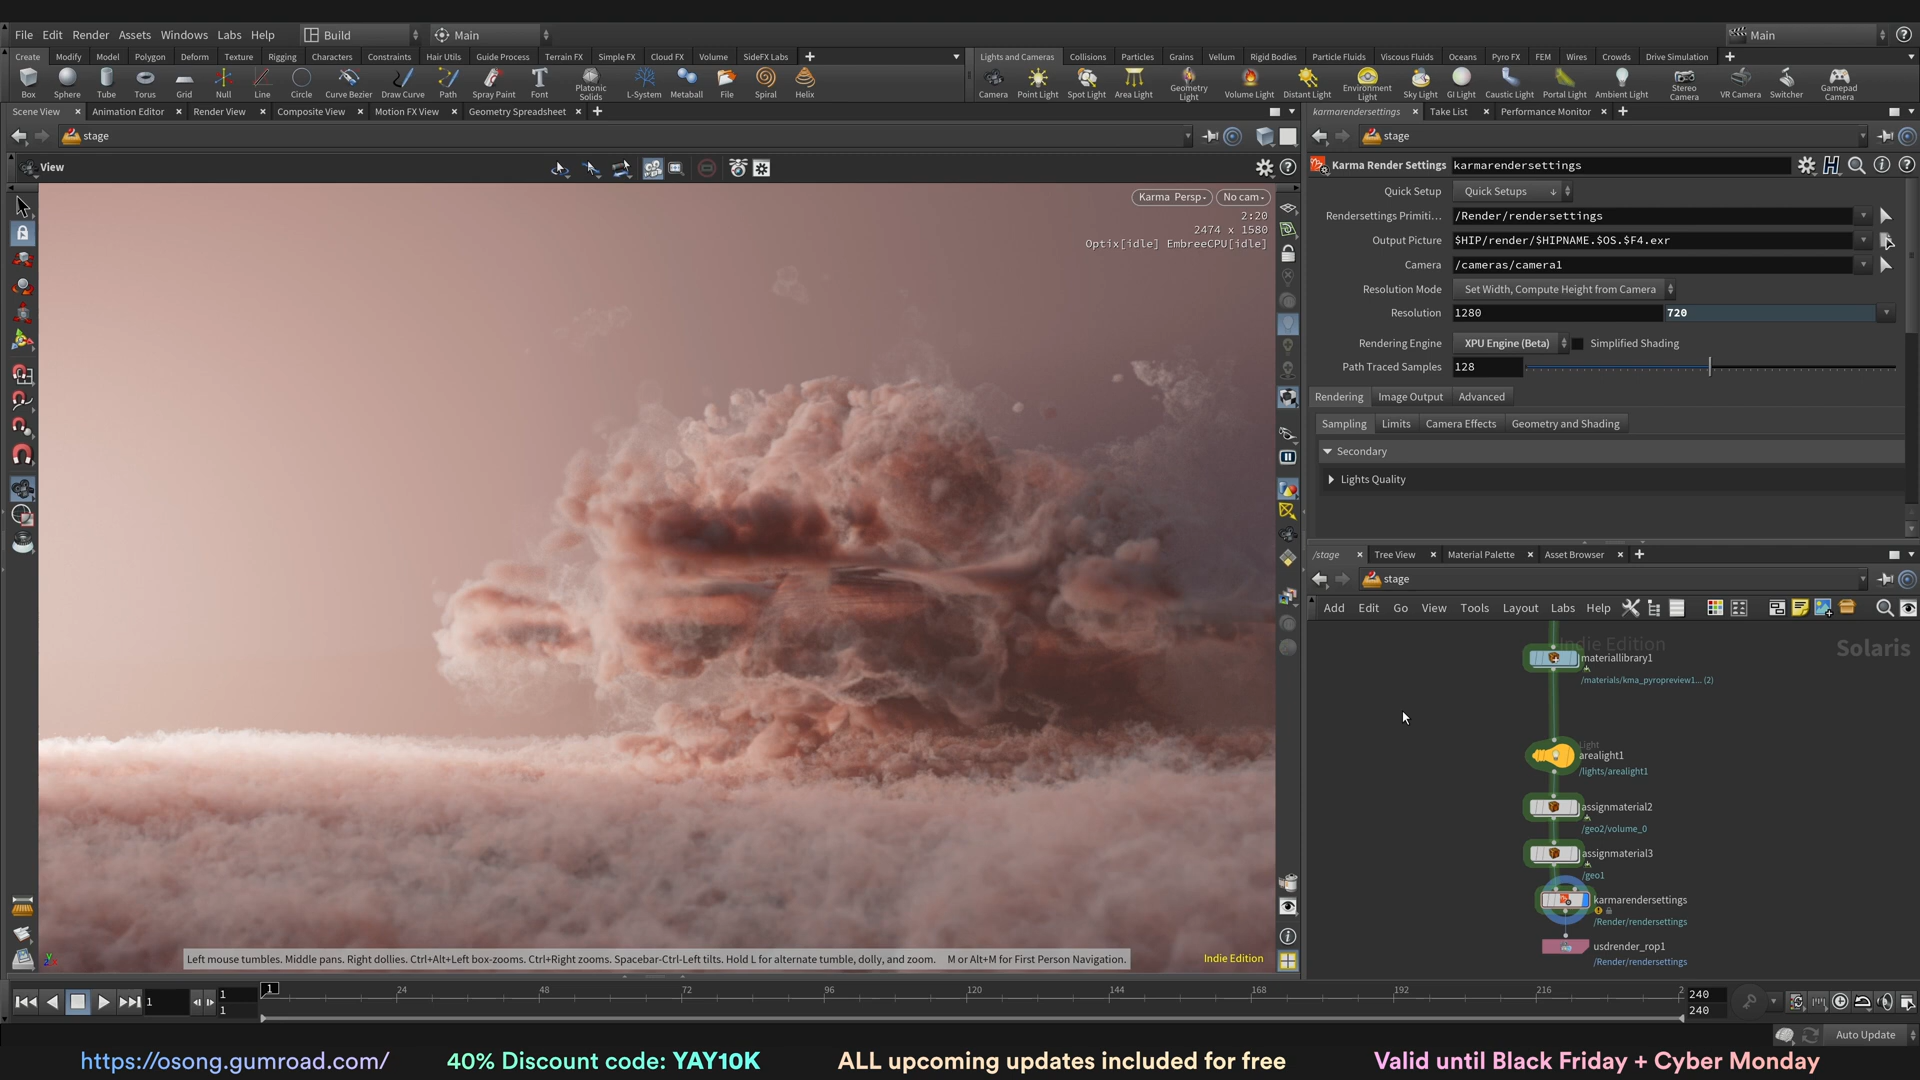 File Edit Render Assets Windows Labs Help Build Main Main
Create Modify Model Polygon Deform Texture Rigging Characters Constraints Hair Utils Guide Process Terrain FX Simple FX Cloud FX Volume SideFX Labs
Lights and Cameras Collisions Particles Grains Vellum Rigid Bodies Particle Fluids Viscous Fluids Oceans Pyro FX FEM Wires Crowds Drive Simulation
Box Sphere Tube Torus Grid Null Line Circle Curve Bezier Draw Curve Path Spray Paint Font Platonic Solids L-System Metaball File Spiral Helix
Camera Point Light Spot Light Area Light Geometry Light Volume Light Distant Light Environment Light Sky Light GI Light Caustic Light Portal Light Ambient Light Stereo Camera VR Camera Switcher Gamepad Camera
Scene View Animation Editor Render View Composite View Motion FX View Geometry Spreadsheet
karmarendersettings Take List Performance Monitor
stage
stage
View
Karma Render Settings karmarendersettings
Quick Setup Quick Setups
Rendersettings Primiti... /Render/rendersettings
Output Picture $HIP/render/$HIPNAME.$OS.$F4.exr
Camera /cameras/camera1
Resolution Mode Set Width, Compute Height from Camera
Resolution 1280 720
Rendering Engine XPU Engine (Beta) Simplified Shading
Path Traced Samples 128
Rendering Image Output Advanced
Sampling Limits Camera Effects Geometry and Shading
Secondary
Lights Quality
Karma Persp No cam
2:20
2474 x 1580
Optix[idle] EmbreeCPU[idle]
/stage Tree View Material Palette Asset Browser
stage
Add Edit Go View Tools Layout Labs Help
Indie Edition
Solaris
materiallibrary1
/materials/kma_pyropreview1... (2)
Light
arealight1
/lights/arealight1
assignmaterial2
/geo2/volume_0
assignmaterial3
/geo1
karmarendersettings
/Render/rendersettings
usdrender_rop1
/Render/rendersettings
Left mouse tumbles. Middle pans. Right dollies. Ctrl+Alt+Left box-zooms. Ctrl+Right zooms. Spacebar-Ctrl-Left tilts. Hold L for alternate tumble, dolly, and zoom. M or Alt+M for First Person Navigation.
Indie Edition
1 1 1 1 24 48 72 96 120 144 168 192 216 2 240
240
Auto Update
https://osong.gumroad.com/ 40% Discount code: YAY10K ALL upcoming updates included for free Valid until Black Friday + Cyber Monday